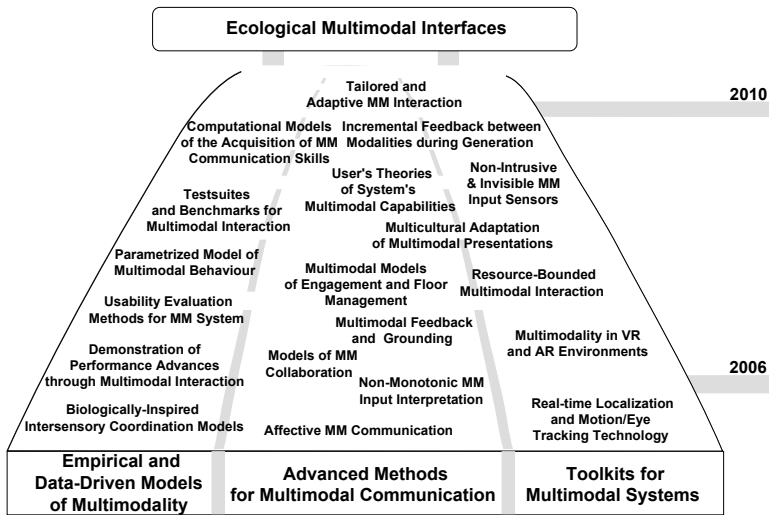 Ecological Multimodal Interfaces
Tailored and
Adaptive MM Interaction
2010
Computational Models
of the Acquisition of MM
Communication Skills
Incremental Feedback between
Modalities during Generation
User's Theories
of System's
Multimodal Capabilities
Non-Intrusive
& Invisible MM
Input Sensors
Testsuites
and Benchmarks for
Multimodal Interaction
Multicultural Adaptation
of Multimodal Presentations
Parametrized Model of
Multimodal Behaviour
Multimodal Models
of Engagement and Floor
Management
Resource-Bounded
Multimodal Interaction
Usability Evaluation
Methods for MM System
Multimodal Feedback
and Grounding
Multimodality in VR
and AR Environments
Demonstration of
Performance Advances
through Multimodal Interaction
Models of MM
Collaboration
2006
Non-Monotonic MM
Input Interpretation
Biologically-Inspired
Intersensory Coordination Models
Affective MM Communication
Real-time Localization
and Motion/Eye
Tracking Technology
Empirical and
Data-Driven Models
of Multimodality
Advanced Methods
for Multimodal Communication
Toolkits for
Multimodal Systems